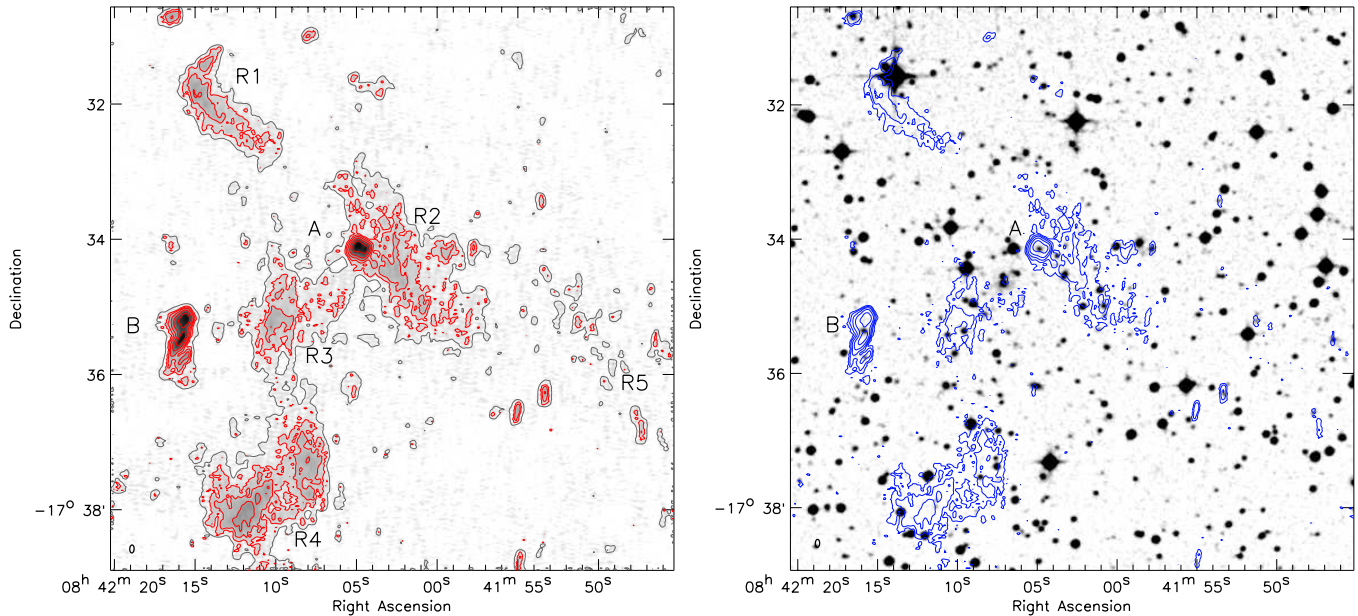 R1
R2
A
B
R3
R5
R4
32
34
36
-17° 38'
08ʰ 42ᵐ 20ˢ 15ˢ 10ˢ 05ˢ 00ˢ 41ᵐ 55ˢ 50ˢ
Right Ascension
Declination
A
B
32
34
36
-17° 38'
08ʰ 42ᵐ 20ˢ 15ˢ 10ˢ 05ˢ 00ˢ 41ᵐ 55ˢ 50ˢ
Right Ascension
Declination